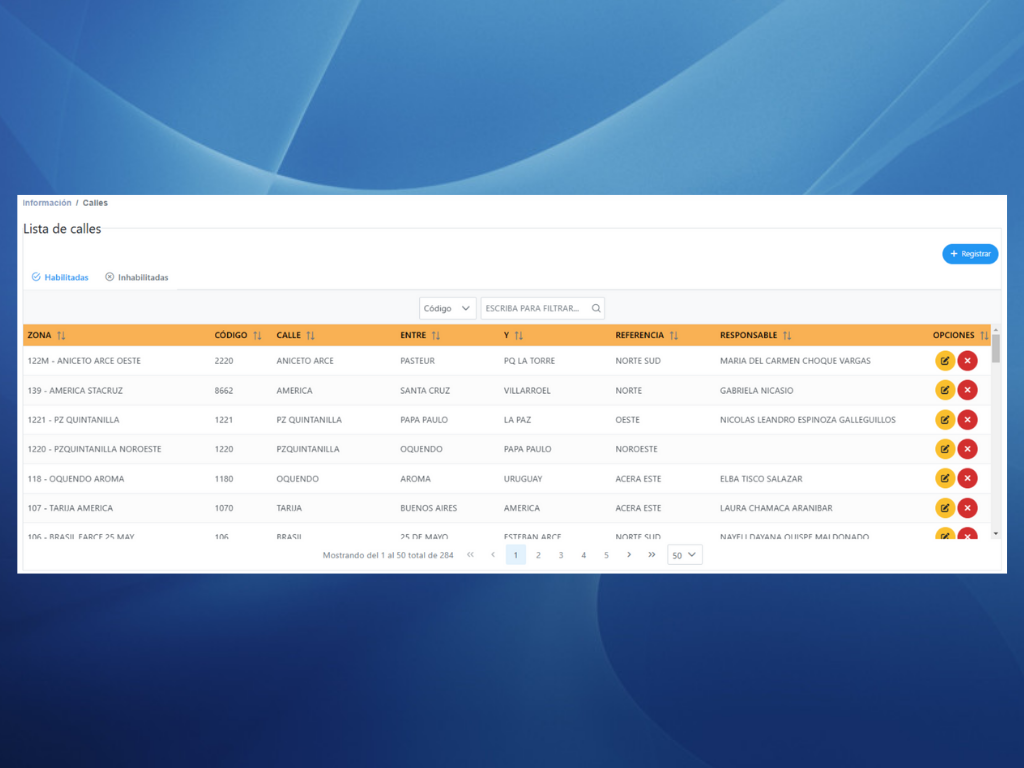 Información / Calles
Lista de calles
+ Registrar
Habilitadas Inhabilitadas
Código ESCRIBA PARA FILTRAR...
ZONA CÓDIGO CALLE ENTRE Y REFERENCIA RESPONSABLE OPCIONES
122M - ANICETO ARCE OESTE 2220 ANICETO ARCE PASTEUR PQ LA TORRE NORTE SUD MARIA DEL CARMEN CHOQUE VARGAS
139 - AMERICA STACRUZ 8662 AMERICA SANTA CRUZ VILLARROEL NORTE GABRIELA NICASIO
1221 - PZ QUINTANILLA 1221 PZ QUINTANILLA PAPA PAULO LA PAZ OESTE NICOLAS LEANDRO ESPINOZA GALLEGUILLOS
1220 - PZQUINTANILLA NOROESTE 1220 PZQUINTANILLA OQUENDO PAPA PAULO NOROESTE
118 - OQUENDO AROMA 1180 OQUENDO AROMA URUGUAY ACERA ESTE ELBA TISCO SALAZAR
107 - TARIJA AMERICA 1070 TARIJA BUENOS AIRES AMERICA ACERA ESTE LAURA CHAMACA ARANIBAR
106 - BRASIL EARCE 25 MAY 106 BRASIL 25 DE MAYO ESTEBAN ARCE NORTE SUD NAYELI DAYANA QUISPE MALDONADO
Mostrando del 1 al 50 total de 284 « ‹ 1 2 3 4 5 › » 50